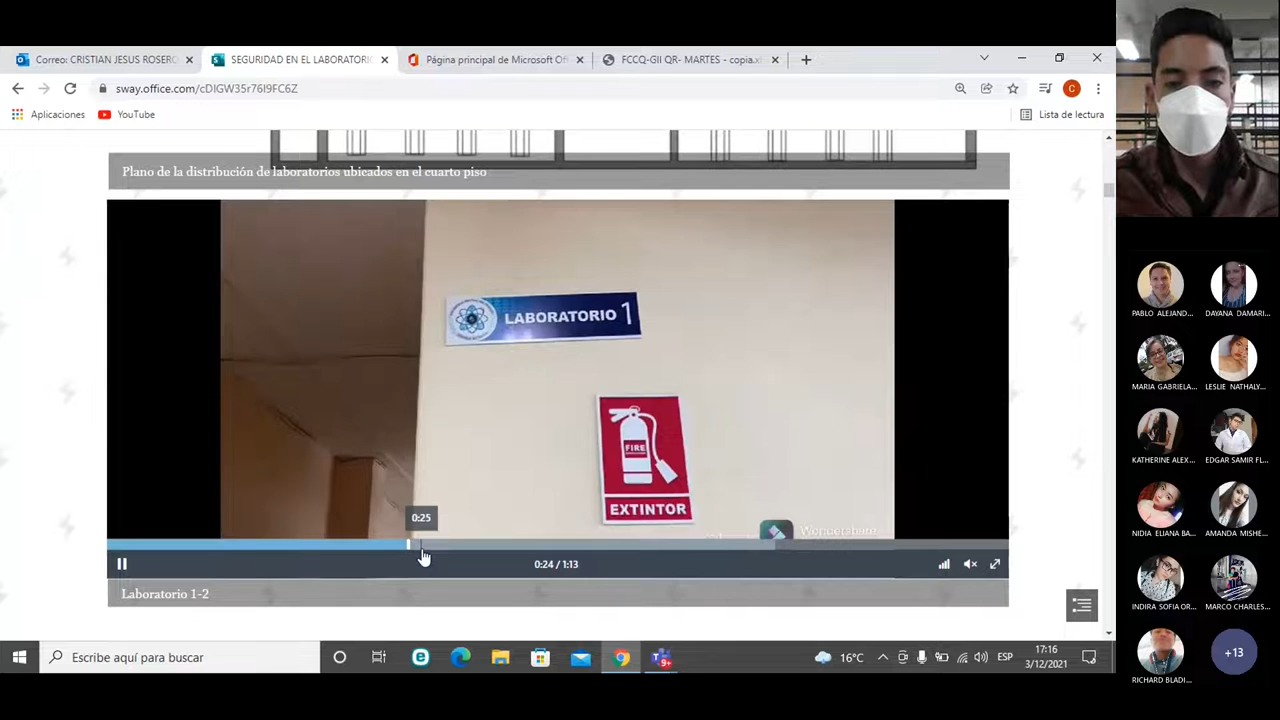 Correo: CRISTIAN JESUS ROSERO
SEGURIDAD EN EL LABORATORI
Página principal de Microsoft Of
FCCQ-GII QR- MARTES - copia.x
sway.office.com/cDIGW35r76I9FC6Z
Aplicaciones
YouTube
Lista de lectura
Plano de la distribución de laboratorios ubicados en el cuarto piso
LABORATORIO 1
FIRE
EXTINTOR
Wondershare
0:25
0:24 / 1:13
Laboratorio 1-2
Escribe aquí para buscar
9+
16°C
ESP
17:16
3/12/2021
C
PABLO ALEJAND...
DAYANA DAMARI...
MARIA GABRIELA...
LESLIE NATHALY...
KATHERINE ALEX...
EDGAR SAMIR FL...
NIDIA ELIANA BA...
AMANDA MISHE...
INDIRA SOFIA OR...
MARCO CHARLES...
RICHARD BLADI...
+13